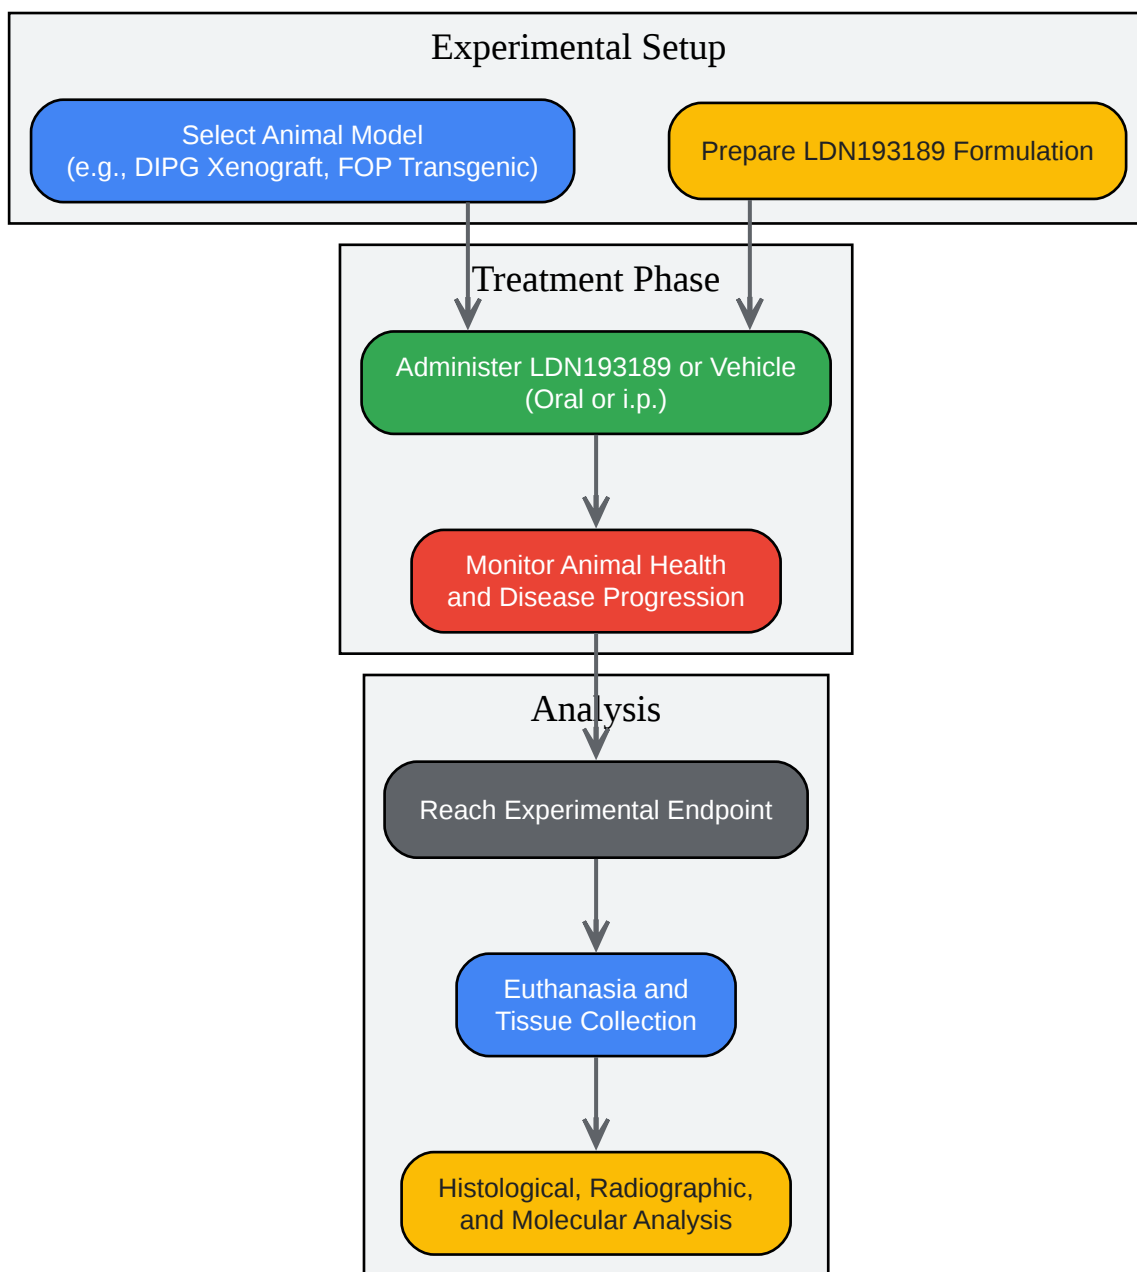 Experimental Setup
Select Animal Model
(e.g., DIPG Xenograft, FOP Transgenic)
Prepare LDN193189 Formulation
Treatment Phase
Administer LDN193189 or Vehicle
(Oral or i.p.)
Monitor Animal Health
and Disease Progression
Analysis
Reach Experimental Endpoint
Euthanasia and
Tissue Collection
Histological, Radiographic,
and Molecular Analysis